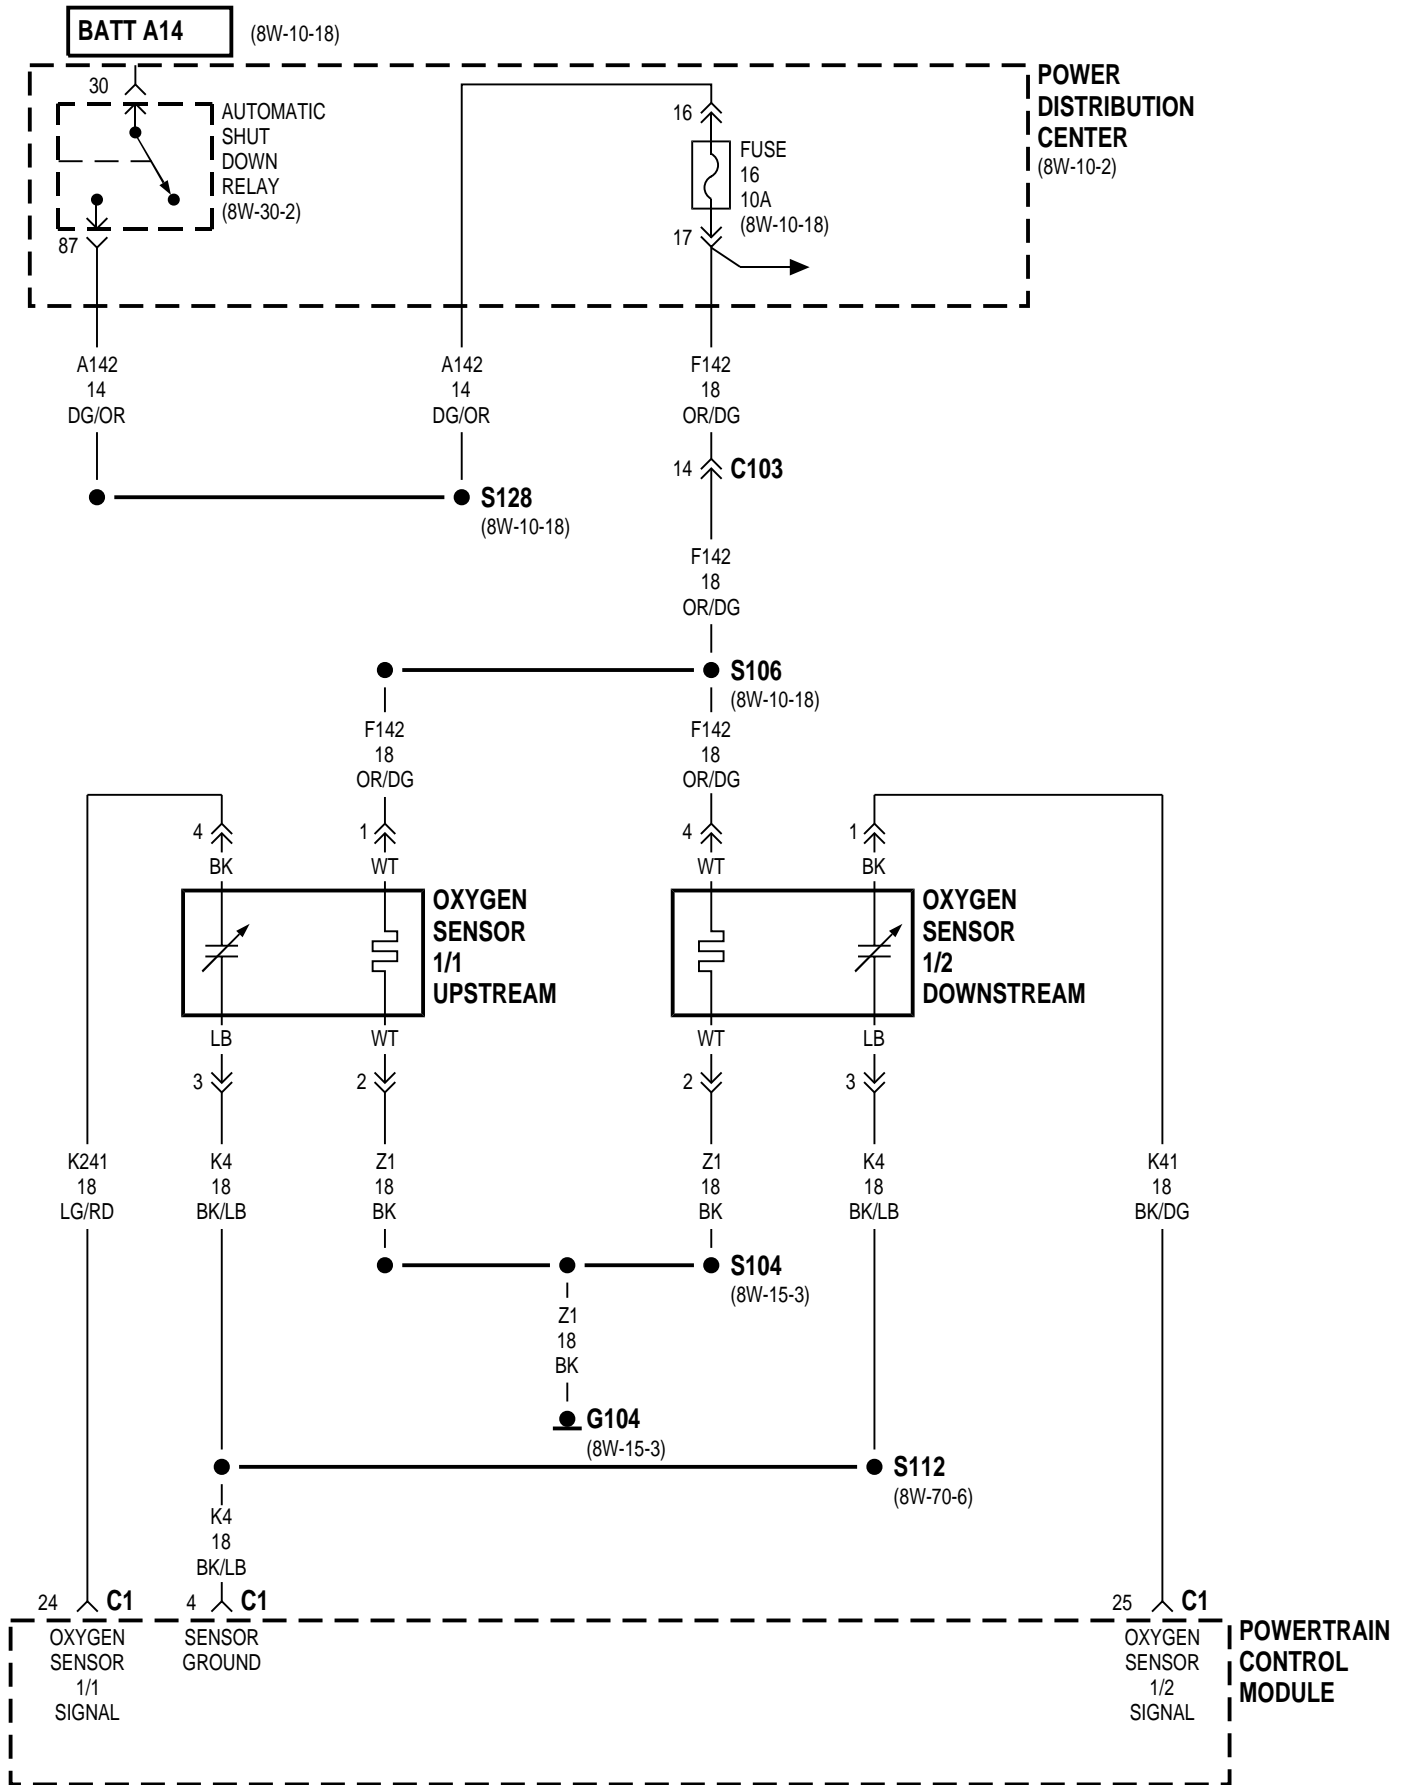 BATT A14
(8W-10-18)
30
AUTOMATIC
SHUT
DOWN
RELAY
(8W-30-2)
87
16
FUSE
16
10A
(8W-10-18)
17
POWER
DISTRIBUTION
CENTER
(8W-10-2)
A142
14
DG/OR
A142
14
DG/OR
F142
18
OR/DG
14
C103
S128
(8W-10-18)
F142
18
OR/DG
S106
(8W-10-18)
F142
18
OR/DG
F142
18
OR/DG
4
1
4
1
BK
WT
WT
BK
OXYGEN
SENSOR
1/1
UPSTREAM
OXYGEN
SENSOR
1/2
DOWNSTREAM
LB
WT
WT
LB
3
2
2
3
K241
18
LG/RD
K4
18
BK/LB
Z1
18
BK
Z1
18
BK
K4
18
BK/LB
K41
18
BK/DG
S104
(8W-15-3)
Z1
18
BK
G104
(8W-15-3)
S112
(8W-70-6)
K4
18
BK/LB
24
C1
4
C1
25
C1
OXYGEN
SENSOR
1/1
SIGNAL
SENSOR
GROUND
OXYGEN
SENSOR
1/2
SIGNAL
POWERTRAIN
CONTROL
MODULE